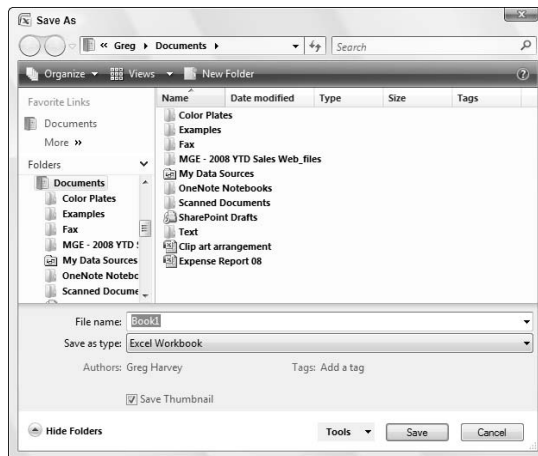 Save As
« Greg ▸ Documents ▸ Search
Organize ▾ Views ▾ New Folder
Favorite Links
Documents
More »
Folders
Documents
Color Plates
Examples
Fax
MGE - 2008 YTD
My Data Sources
OneNote Notebo
Scanned Docume
Name Date modified Type Size Tags
Color Plates
Examples
Fax
MGE - 2008 YTD Sales Web_files
My Data Sources
OneNote Notebooks
Scanned Documents
SharePoint Drafts
Text
Clip art arrangement
Expense Report 08
File name: Book1
Save as type: Excel Workbook
Authors: Greg Harvey Tags: Add a tag
Save Thumbnail
Hide Folders Tools ▾ Save Cancel